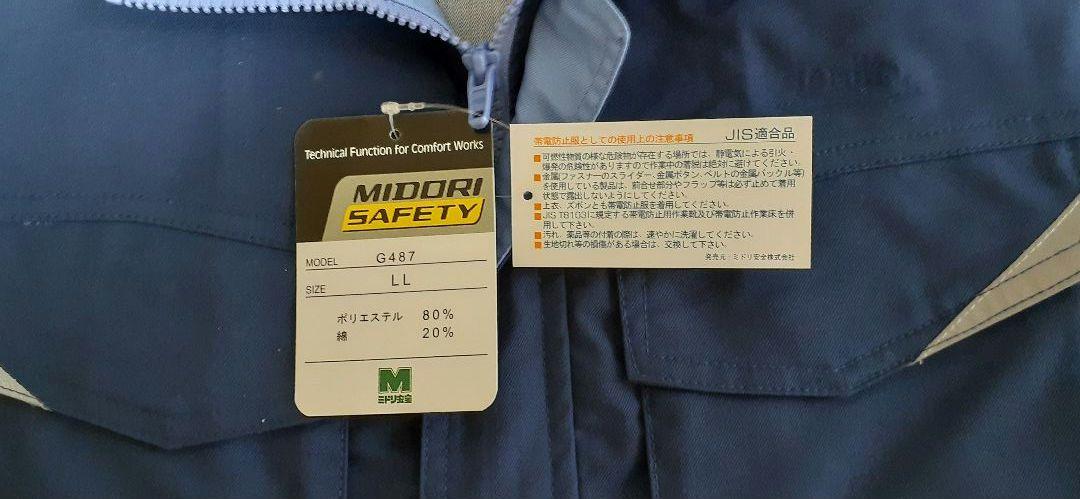 Technical Function for Comfort Works
MIDORI
SAFETY
MODEL G487
SIZE LL
ポリエステル 80%
綿 20%
M
ミドリ安全
JIS適合品
帯電防止服としての使用上の注意事項
■可燃性物質の様な危険物が存在する場所では、静電気による引火・
爆発の危険性がありますので作業中の着脱は絶対に避けてください。
■金属(ファスナーのスライダー、金属ボタン、ベルトの金属バックル等)
を使用している製品は、前合せ部分やフラップ等は必ず止めて着用
状態で露出しないようにしてください。
■上衣、ズボンとも帯電防止服を着用してください。
■JIS T8103に規定する帯電防止用作業靴及び帯電防止作業床を併
用して下さい。
■汚れ、薬品等の付着の際は、速やかに洗濯してください。
■生地切れ等の損傷がある場合は、交換して下さい。
発売元:ミドリ安全株式会社